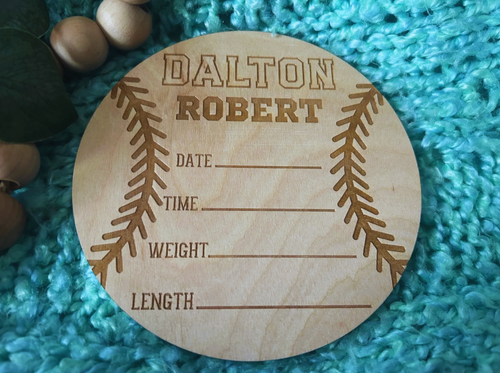 DALTON
ROBERT
DATE
TIME
WEIGHT
LENGTH